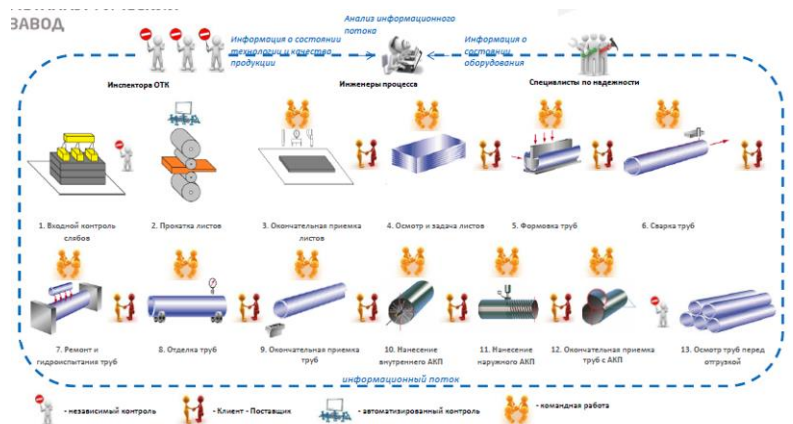 ЗАВОД
Информация о состоянии
технологии и качества
продукции
Анализ информационного
потока
Информация о
состоянии
оборудования
Инспектора ОТК
Инженеры процесса
Специалисты по надежности
1. Входной контроль
слябов
2. Прокатка листов
3. Окончательная приемка
листов
4. Осмотр и задача листов
5. Формовка труб
6. Сварка труб
7. Ремонт и
гидроиспытания труб
8. Отделка труб
9. Окончательная приемка
труб
10. Нанесение
внутреннего АКП
11. Нанесение
наружного АКП
12. Окончательная приемка
труб с АКП
13. Осмотр труб перед
отгрузкой
информационный поток
- независимый контроль
- Клиент - Поставщик
- автоматизированный контроль
- командная работа